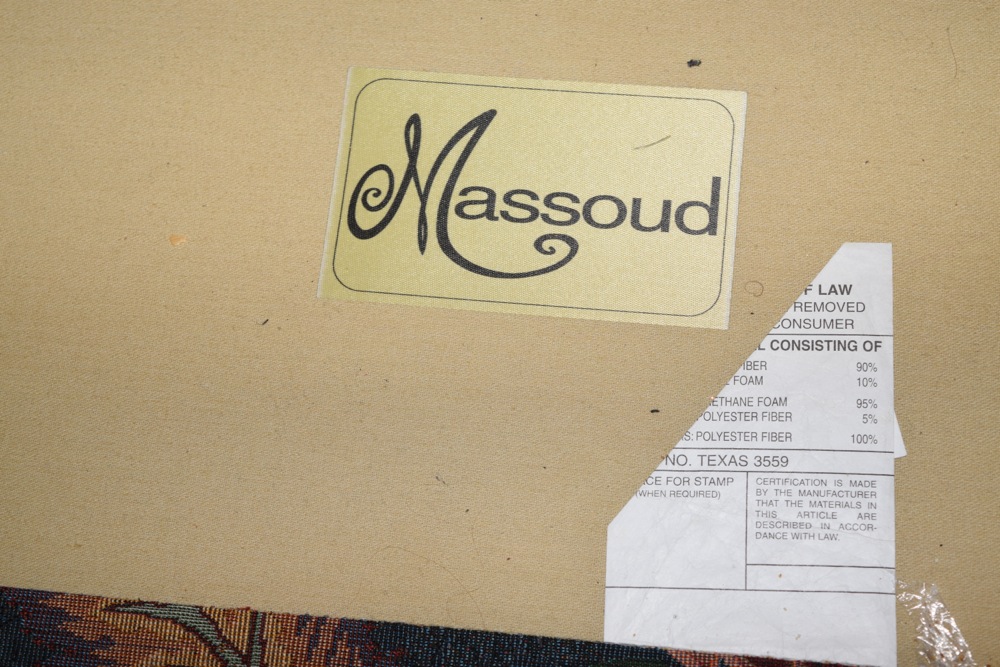 Massoud
F LAW
REMOVED
CONSUMER
L CONSISTING OF
IBER 90%
FOAM 10%
ETHANE FOAM 95%
POLYESTER FIBER 5%
S: POLYESTER FIBER 100%
NO. TEXAS 3559
CE FOR STAMP
(WHEN REQUIRED)
CERTIFICATION IS MADE
BY THE MANUFACTURER
THAT THE MATERIALS IN
THIS ARTICLE ARE
DESCRIBED IN ACCOR-
DANCE WITH LAW.